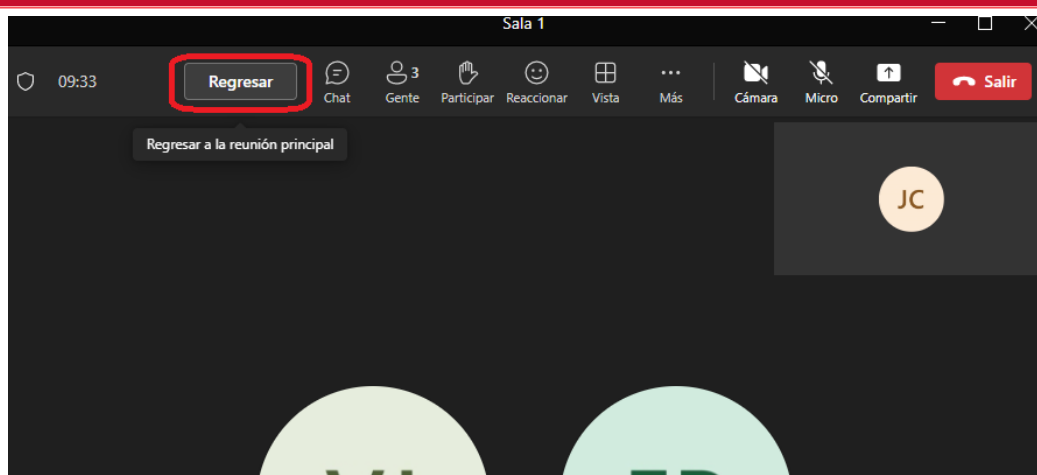 Sala 1
09:33
Regresar
3
Chat
Gente
Participar
Reaccionar
Vista
Más
Cámara
Micro
Compartir
Salir
Regresar a la reunión principal
JC